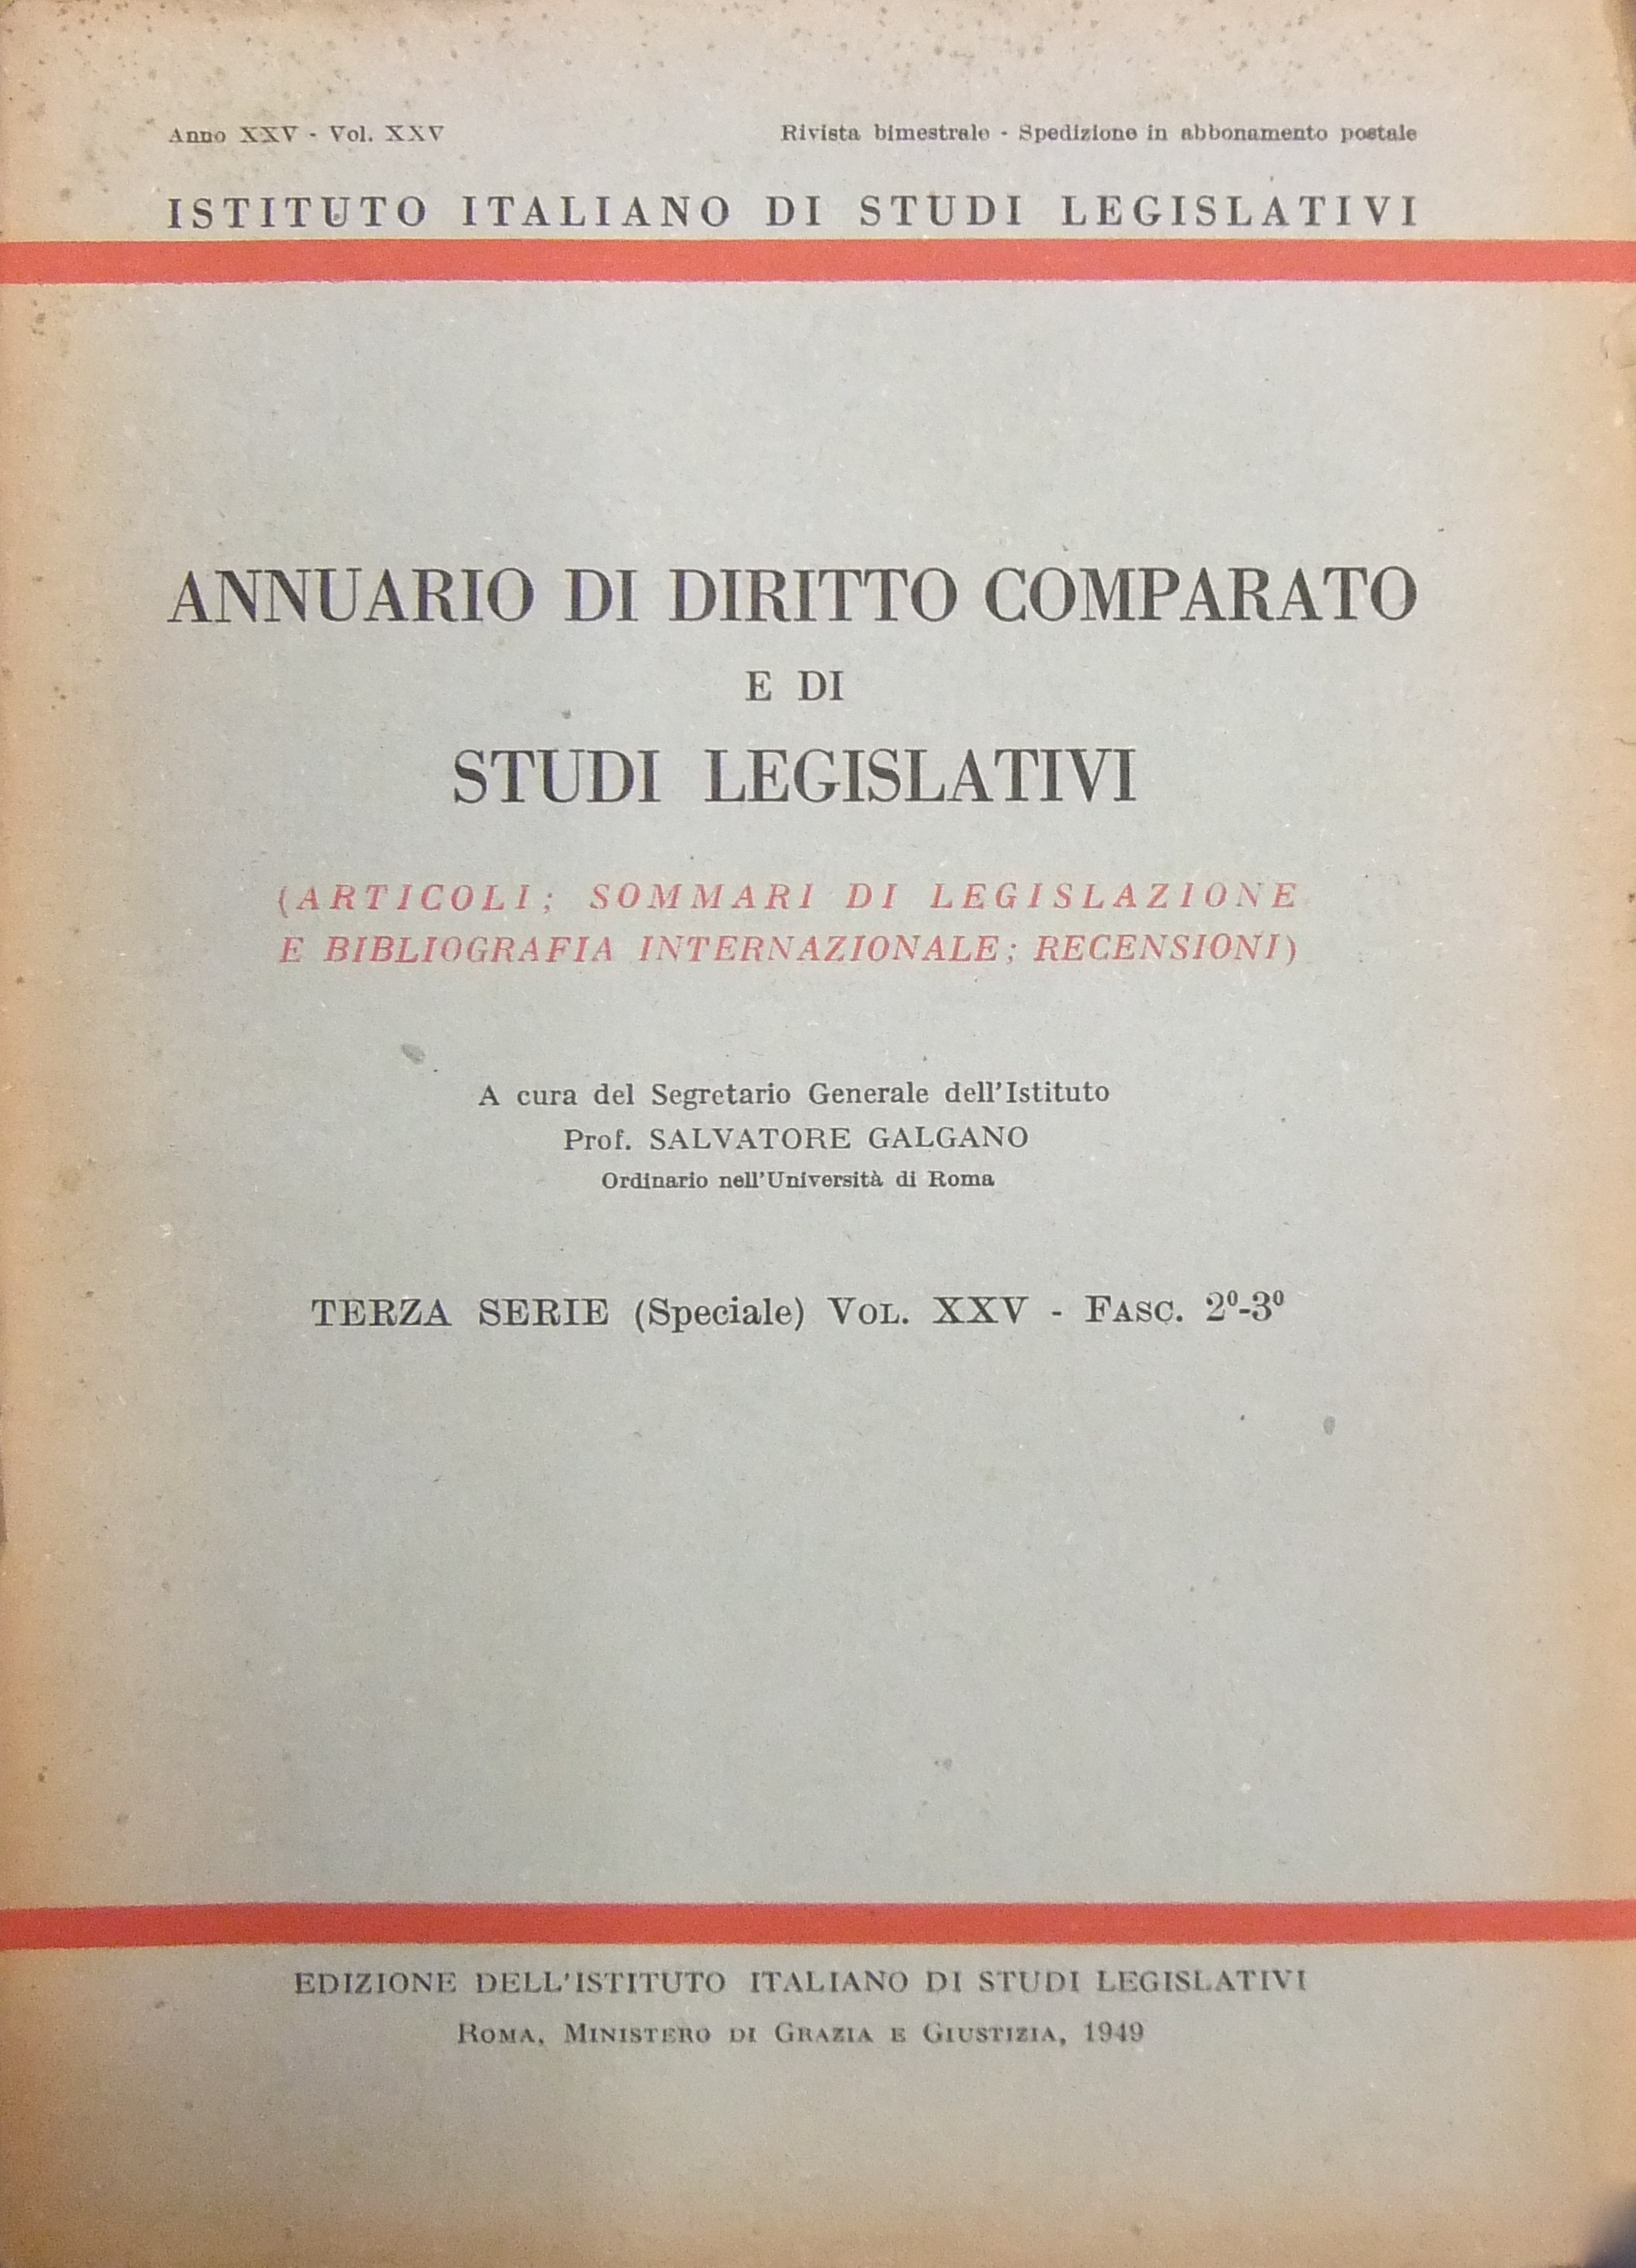 Anno XXV - Vol. XXV
Rivista bimestrale - Spedizione in abbonamento postale
ISTITUTO ITALIANO DI STUDI LEGISLATIVI
ANNUARIO DI DIRITTO COMPARATO
E DI
STUDI LEGISLATIVI
(ARTICOLI; SOMMARI DI LEGISLAZIONE
E BIBLIOGRAFIA INTERNAZIONALE; RECENSIONI)
A cura del Segretario Generale dell'Istituto
Prof. SALVATORE GALGANO
Ordinario nell'Università di Roma
TERZA SERIE (Speciale) VOL. XXV - FASC. 2º-3º
EDIZIONE DELL'ISTITUTO ITALIANO DI STUDI LEGISLATIVI
ROMA, MINISTERO DI GRAZIA E GIUSTIZIA, 1949